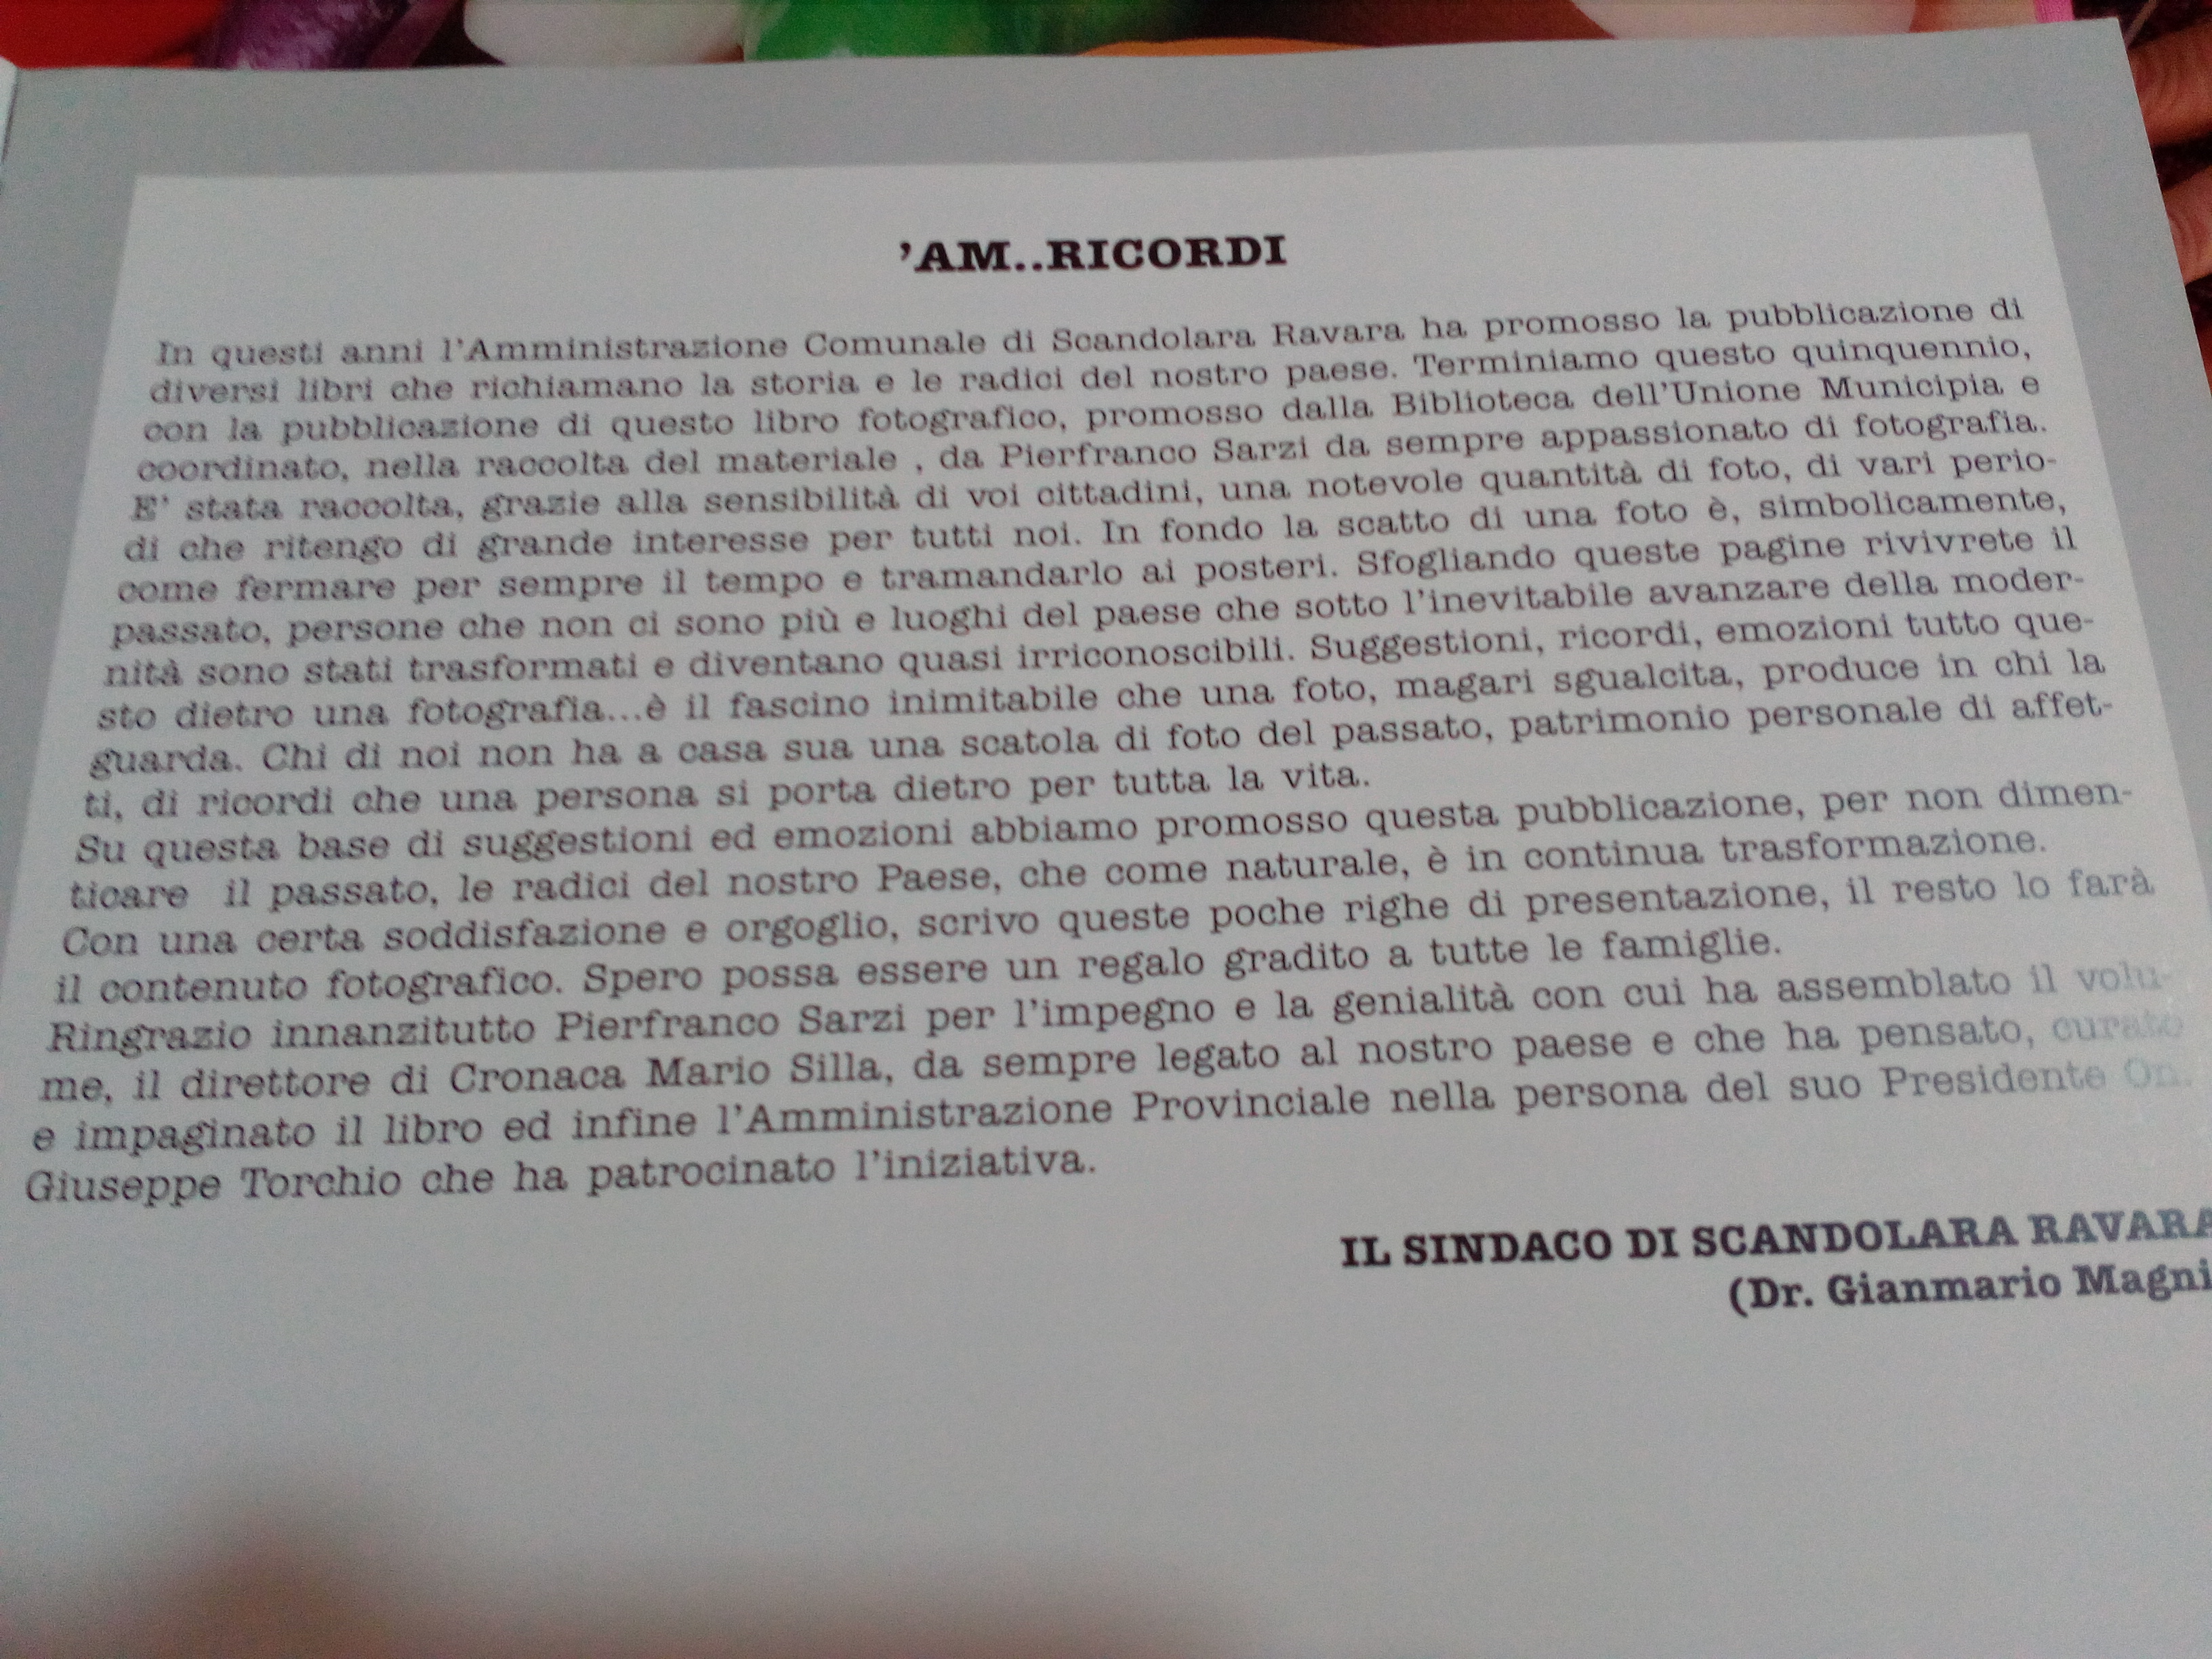 ’AM..RICORDI
In questi anni l’Amministrazione Comunale di Scandolara Ravara ha promosso la pubblicazione di
diversi libri che richiamano la storia e le radici del nostro paese. Terminiamo questo quinquennio,
con la pubblicazione di questo libro fotografico, promosso dalla Biblioteca dell’Unione Municipia e
coordinato, nella raccolta del materiale , da Pierfranco Sarzi da sempre appassionato di fotografia.
E’ stata raccolta, grazie alla sensibilità di voi cittadini, una notevole quantità di foto, di vari perio-
di che ritengo di grande interesse per tutti noi. In fondo la scatto di una foto è, simbolicamente,
come fermare per sempre il tempo e tramandarlo ai posteri. Sfogliando queste pagine rivivrete il
passato, persone che non ci sono più e luoghi del paese che sotto l’inevitabile avanzare della moder-
nità sono stati trasformati e diventano quasi irriconoscibili. Suggestioni, ricordi, emozioni tutto que-
sto dietro una fotografia...è il fascino inimitabile che una foto, magari sgualcita, produce in chi la
guarda. Chi di noi non ha a casa sua una scatola di foto del passato, patrimonio personale di affet-
ti, di ricordi che una persona si porta dietro per tutta la vita.
Su questa base di suggestioni ed emozioni abbiamo promosso questa pubblicazione, per non dimen-
ticare il passato, le radici del nostro Paese, che come naturale, è in continua trasformazione.
Con una certa soddisfazione e orgoglio, scrivo queste poche righe di presentazione, il resto lo farà
il contenuto fotografico. Spero possa essere un regalo gradito a tutte le famiglie.
Ringrazio innanzitutto Pierfranco Sarzi per l’impegno e la genialità con cui ha assemblato il volu-
me, il direttore di Cronaca Mario Silla, da sempre legato al nostro paese e che ha pensato, curato
e impaginato il libro ed infine l’Amministrazione Provinciale nella persona del suo Presidente On.
Giuseppe Torchio che ha patrocinato l’iniziativa.
IL SINDACO DI SCANDOLARA RAVARA
(Dr. Gianmario Magni